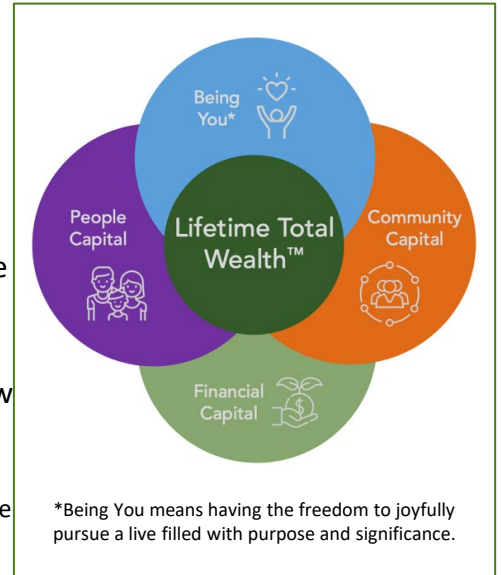 Being
You*
People
Capital
Lifetime Total
Wealth™
Community
Capital
Financial
Capital
$
e
w
e
*Being You means having the freedom to joyfully
pursue a live filled with purpose and significance.